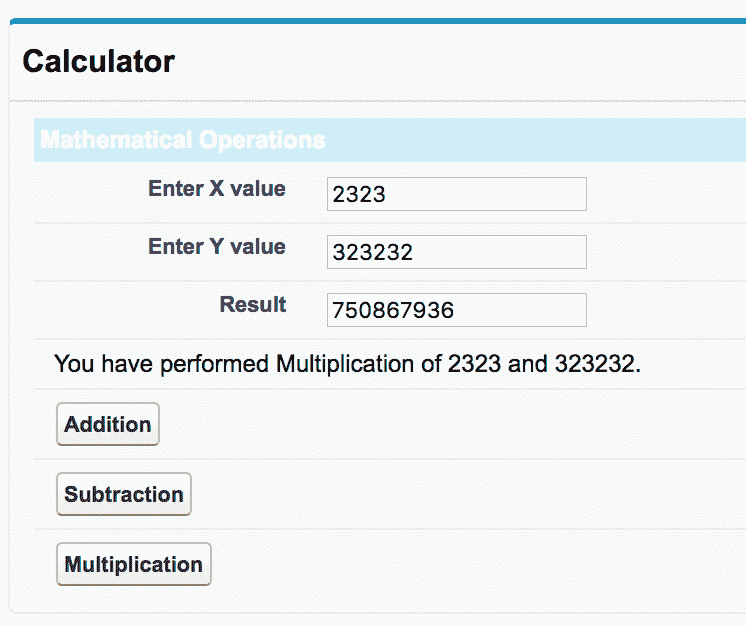 Calculator
Mathematical Operations
Enter X value 2323
Enter Y value 323232
Result 750867936
You have performed Multiplication of 2323 and 323232.
Addition
Subtraction
Multiplication